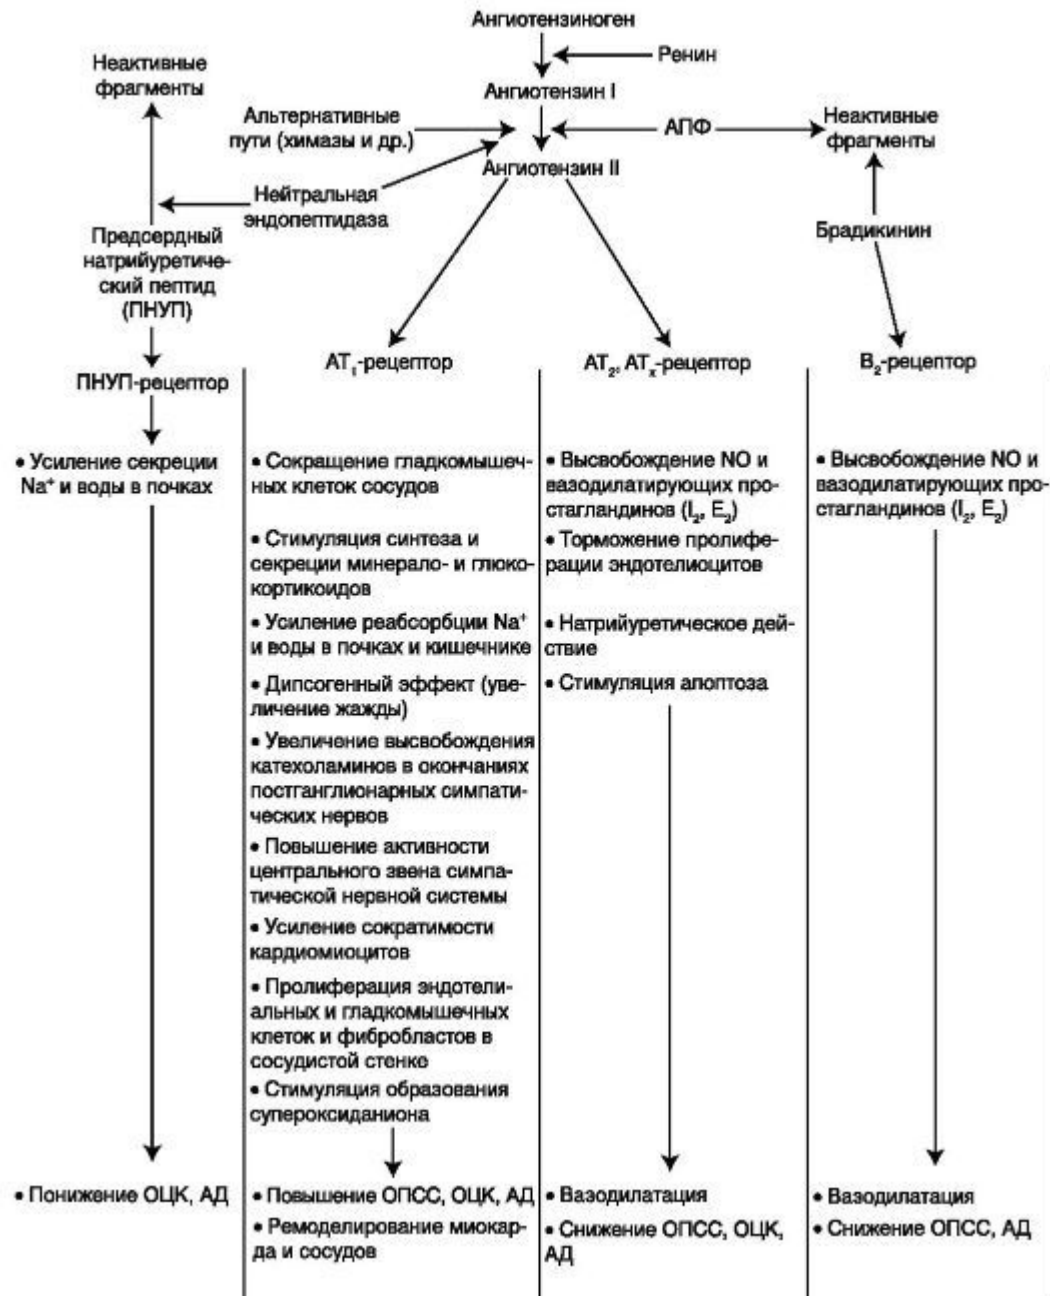 Ангиотензиноген
Ренин
Неактивные
фрагменты
Ангиотензин I
Альтернативные
пути (химазы и др.)
АПФ
Неактивные
фрагменты
Ангиотензин II
Нейтральная
эндопептидаза
Предсердный
натрийурети­че-
ский пептид
(ПНУП)
Брадикинин
ПНУП-рецептор
АТ₁-рецептор
АТ₂, АТₓ-рецептор
В₂-рецептор
• Усиление секреции
Na⁺ и воды в почках
• Понижение ОЦК, АД
• Сокращение гладкомышеч-
ных клеток сосудов
• Стимуляция синтеза и
секреции минерало- и глюко-
кортикоидов
• Усиление реабсорбции Na⁺
и воды в почках и кишечнике
• Дипсогенный эффект (уве-
личение жажды)
• Увеличение высвобождения
катехоламинов в окончаниях
постганглионарных симпати-
ческих нервов
• Повышение активности
центрального звена симпа-
тической нервной системы
• Усиление сократимости
кардиомиоцитов
• Пролиферация эндотели-
альных и гладкомышечных
клеток и фибробластов в
сосудистой стенке
• Стимуляция образования
супероксиданиона
• Повышение ОПСС, ОЦК, АД
• Ремоделирование миокар-
да и сосудов
• Высвобождение NO и
вазодилатирующих про-
стагландинов (I₂, E₂)
• Торможение пролифе-
рации эндотелиоцитов
• Натрийуретическое дей-
ствие
• Стимуляция апоптоза
• Вазодилатация
• Снижение ОПСС, ОЦК,
АД
• Высвобождение NO и
вазодилатирующих про-
стагландинов (I₂, E₂)
• Вазодилатация
• Снижение ОПСС, АД